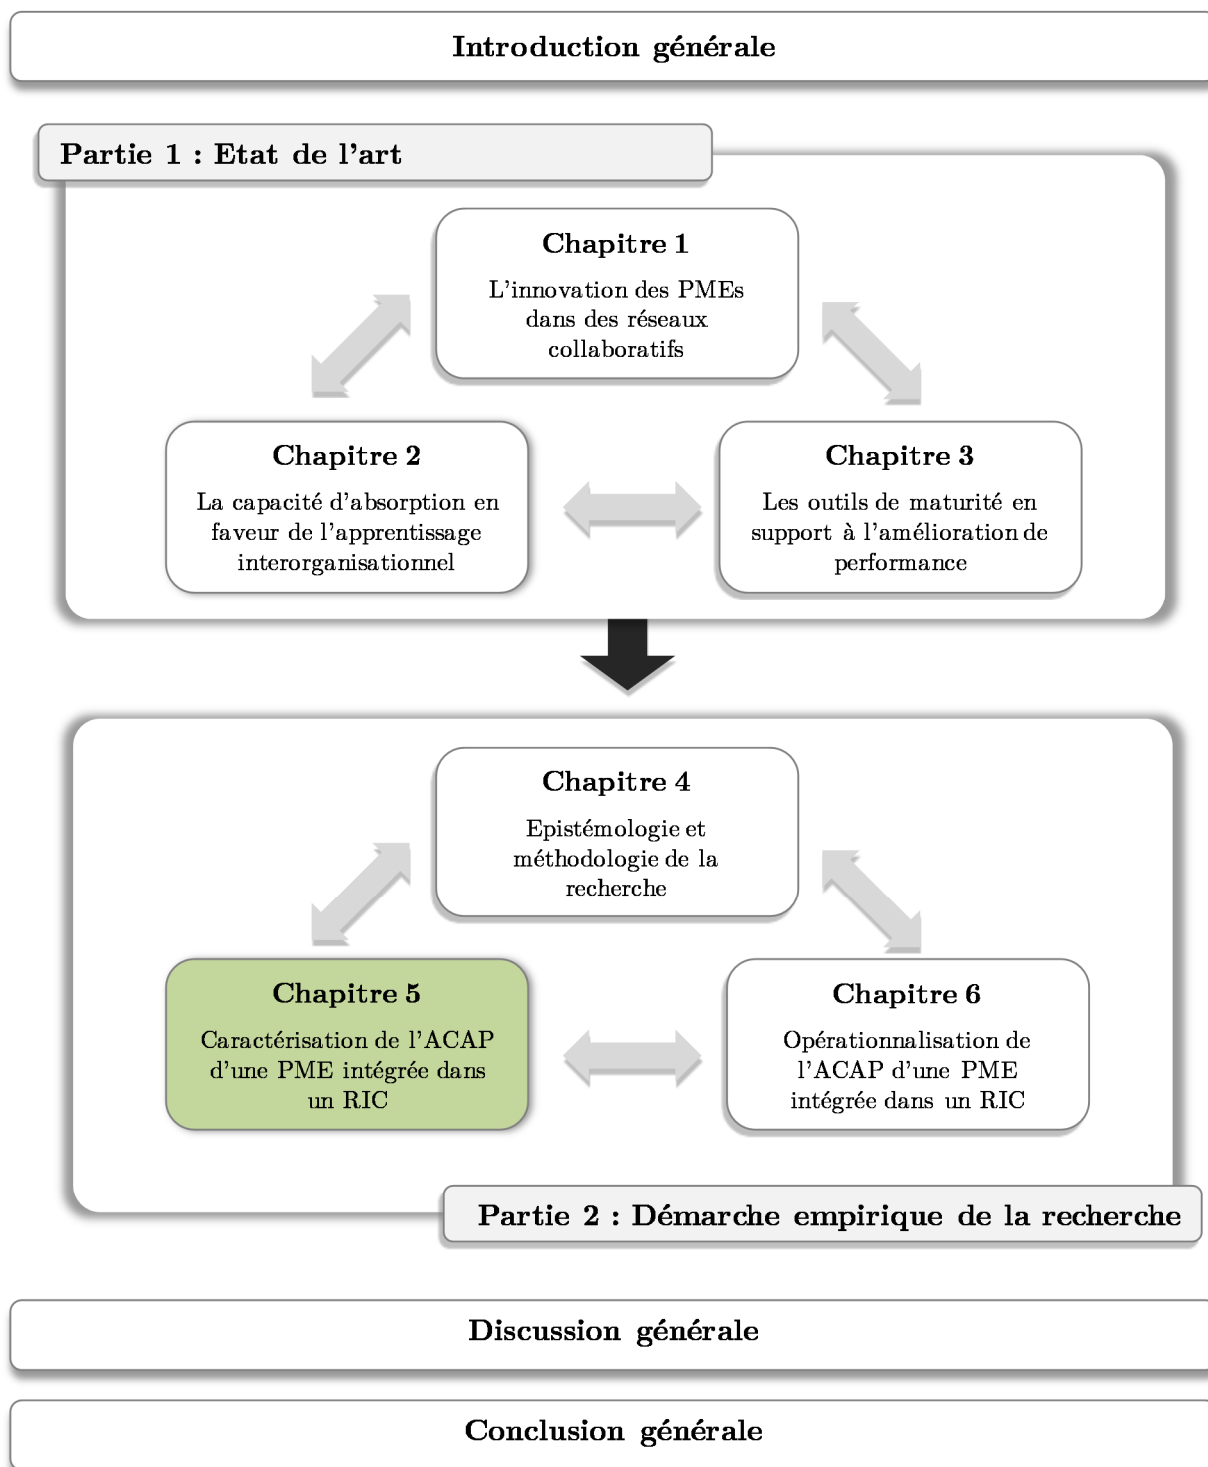 Introduction générale
Partie 1 : Etat de l'art
Chapitre 1
L'innovation des PMEs
dans des réseaux
collaboratifs
Chapitre 2
La capacité d'absorption en
faveur de l'apprentissage
interorganisationnel
Chapitre 3
Les outils de maturité en
support à l'amélioration de
performance
Chapitre 4
Epistémologie et
méthodologie de la
recherche
Chapitre 5
Caractérisation de l'ACAP
d'une PME intégrée dans
un RIC
Chapitre 6
Opérationnalisation de
l'ACAP d'une PME
intégrée dans un RIC
Partie 2 : Démarche empirique de la recherche
Discussion générale
Conclusion générale